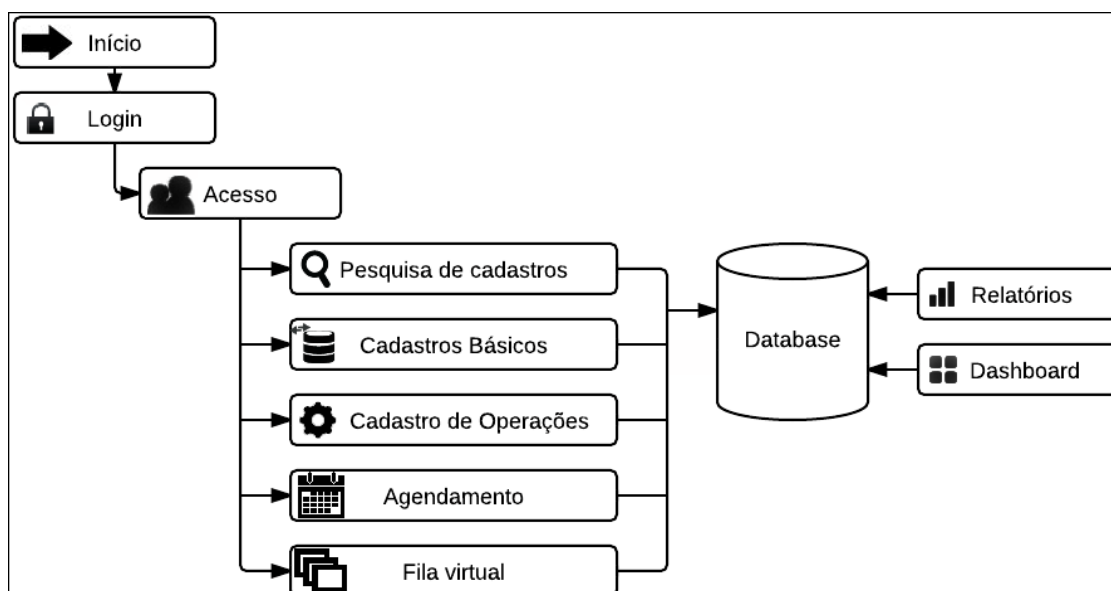 Início
Login
Acesso
Pesquisa de cadastros
Cadastros Básicos
Cadastro de Operações
Agendamento
Fila virtual
Database
Relatórios
Dashboard